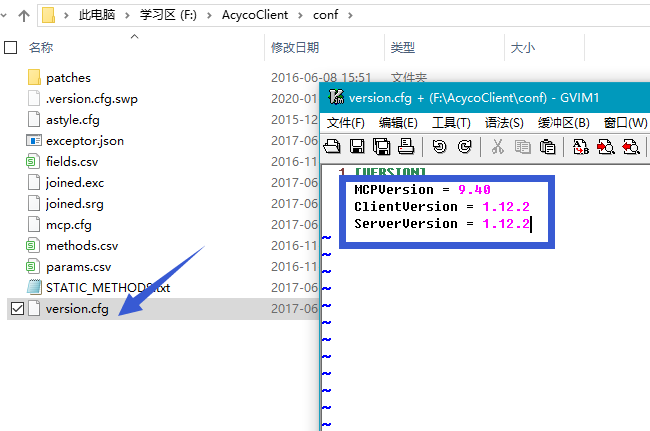 此电脑 › 学习区 (F:) › AcycoClient › conf ›
名称 修改日期 类型 大小
patches 2016-06-08 15:51 文件夹
.version.cfg.swp 2020-01
astyle.cfg 2015-12
exceptor.json 2017-06
fields.csv 2016-11
joined.exc 2017-06
joined.srg 2017-06
mcp.cfg 2017-06
methods.csv 2016-11
params.csv 2016-11
STATIC_METHODS.txt 2017-06
version.cfg 2017-06
version.cfg + (F:\AcycoClient\conf) - GVIM1
文件(F) 编辑(E) 工具(T) 语法(S) 缓冲区(B) 窗口(W)
1 [VERSION]
MCPVersion = 9.40
ClientVersion = 1.12.2
ServerVersion = 1.12.2
~
~
~
~
~
~
~
~
~
~
~
~